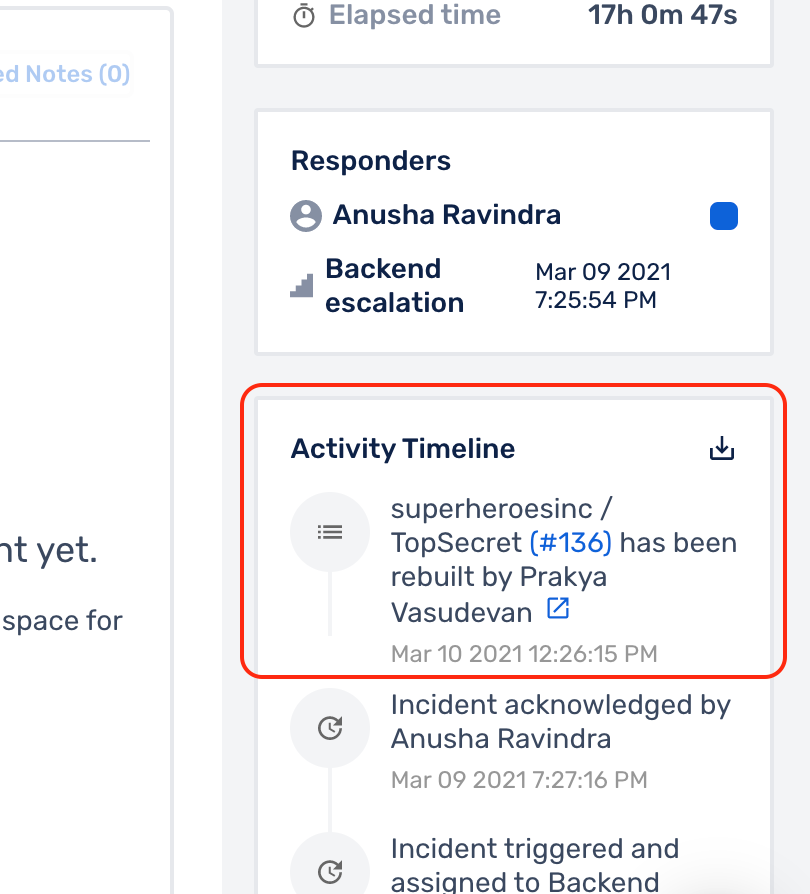 Elapsed time 17h 0m 47s
ed Notes (0)
Responders
Anusha Ravindra
Backend
escalation
Mar 09 2021
7:25:54 PM
nt yet.
space for
Activity Timeline
superheroesinc /
TopSecret (#136) has been
rebuilt by Prakya
Vasudevan
Mar 10 2021 12:26:15 PM
Incident acknowledged by
Anusha Ravindra
Mar 09 2021 7:27:16 PM
Incident triggered and
assigned to Backend